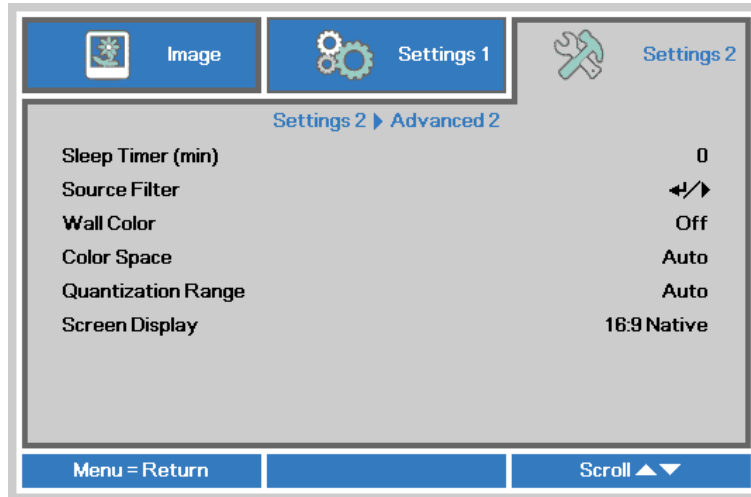 Image
Settings 1
Settings 2
Settings 2 ▶ Advanced 2
Sleep Timer (min) 0
Source Filter ↵/▶
Wall Color Off
Color Space Auto
Quantization Range Auto
Screen Display 16:9 Native
Menu = Return
Scroll ▲▼